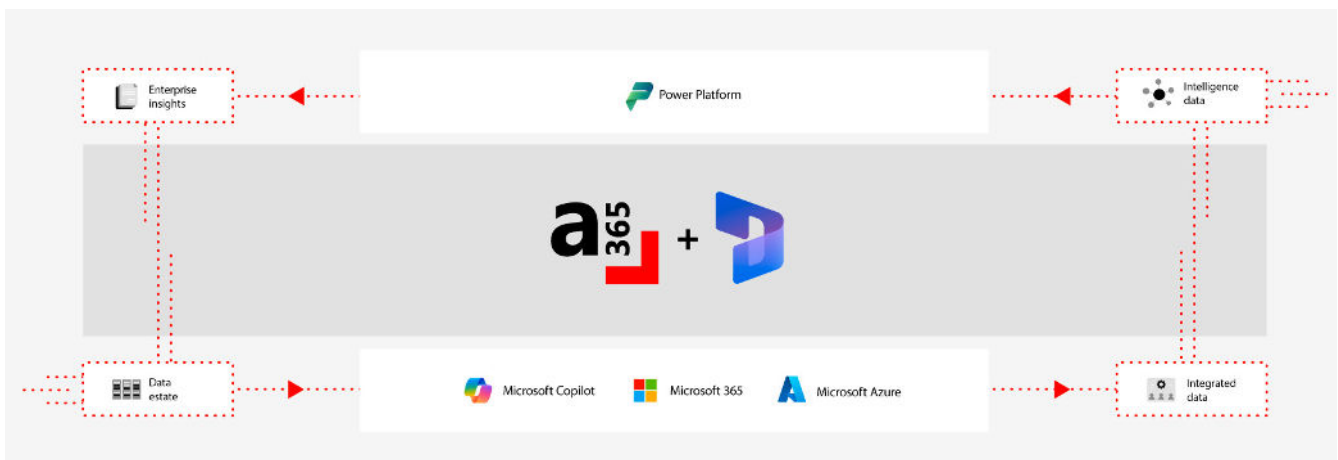 Enterprise
insights
Power Platform
Intelligence
data
a 365 +
Data
estate
Microsoft Copilot
Microsoft 365
Microsoft Azure
Integrated
data